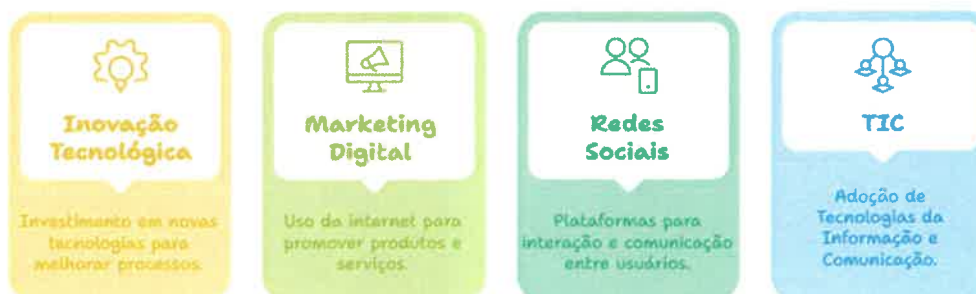 Inovação
Tecnológica
Investimento em novas
tecnologias para
melhorar processos.
Marketing
Digital
Uso da internet para
promover produtos e
serviços.
Redes
Sociais
Plataformas para
interação e comunicação
entre usuários.
TIC
Adoção de
Tecnologias da
Informação e
Comunicação.